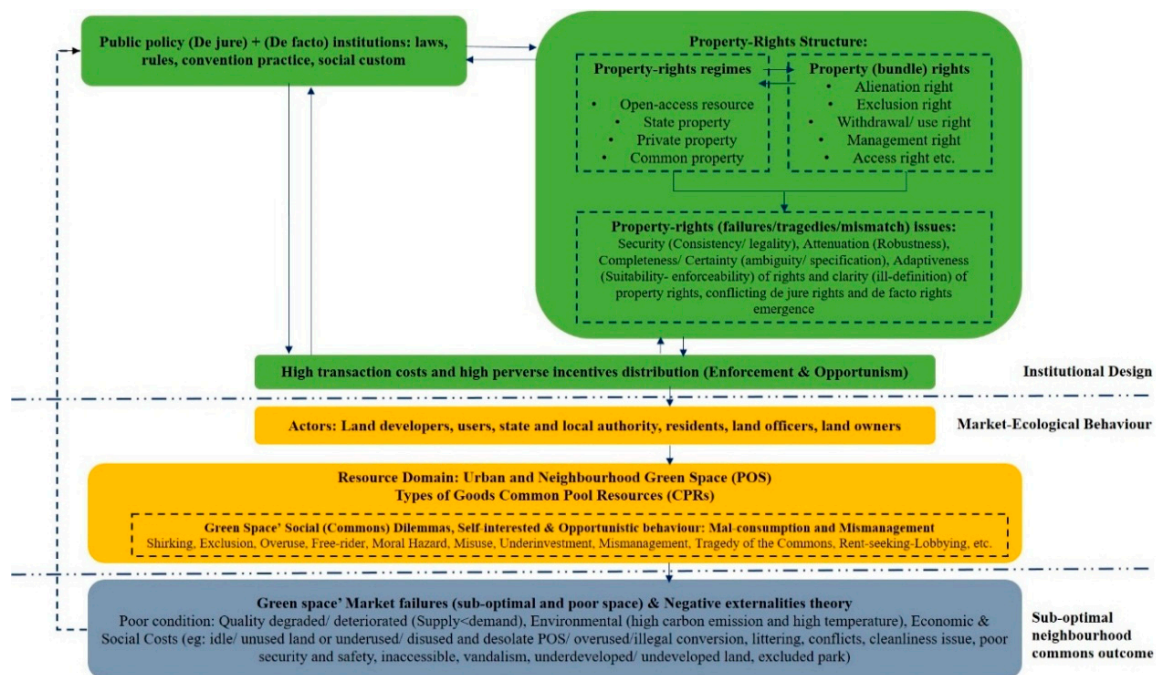 Public policy (De jure) + (De facto) institutions: laws,
rules, convention practice, social custom
Property-Rights Structure:
Property-rights regimes
• Open-access resource
• State property
• Private property
• Common property
Property (bundle) rights
• Alienation right
• Exclusion right
• Withdrawal/ use right
• Management right
• Access right etc.
Property-rights (failures/tragedies/mismatch) issues:
Security (Consistency/ legality), Attenuation (Robustness),
Completeness/ Certainty (ambiguity/ specification), Adaptiveness
(Suitability- enforceability) of rights and clarity (ill-definition) of
property rights, conflicting de jure rights and de facto rights
emergence
High transaction costs and high perverse incentives distribution (Enforcement & Opportunism)
Institutional Design
Actors: Land developers, users, state and local authority, residents, land officers, land owners
Market-Ecological Behaviour
Resource Domain: Urban and Neighbourhood Green Space (POS)
Types of Goods Common Pool Resources (CPRs)
Green Space' Social (Commons) Dilemmas, Self-interested & Opportunistic behaviour: Mal-consumption and Mismanagement
Shirking, Exclusion, Overuse, Free-rider, Moral Hazard, Misuse, Underinvestment, Mismanagement, Tragedy of the Commons, Rent-seeking-Lobbying, etc.
Green space' Market failures (sub-optimal and poor space) & Negative externalities theory
Poor condition: Quality degraded/ deteriorated (Supply<demand), Environmental (high carbon emission and high temperature), Economic &
Social Costs (eg: idle/ unused land or underused/ disused and desolate POS/ overused/illegal conversion, littering, conflicts, cleanliness issue, poor
security and safety, inaccessible, vandalism, underdeveloped/ undeveloped land, excluded park)
Sub-optimal
neighbourhood
commons outcome